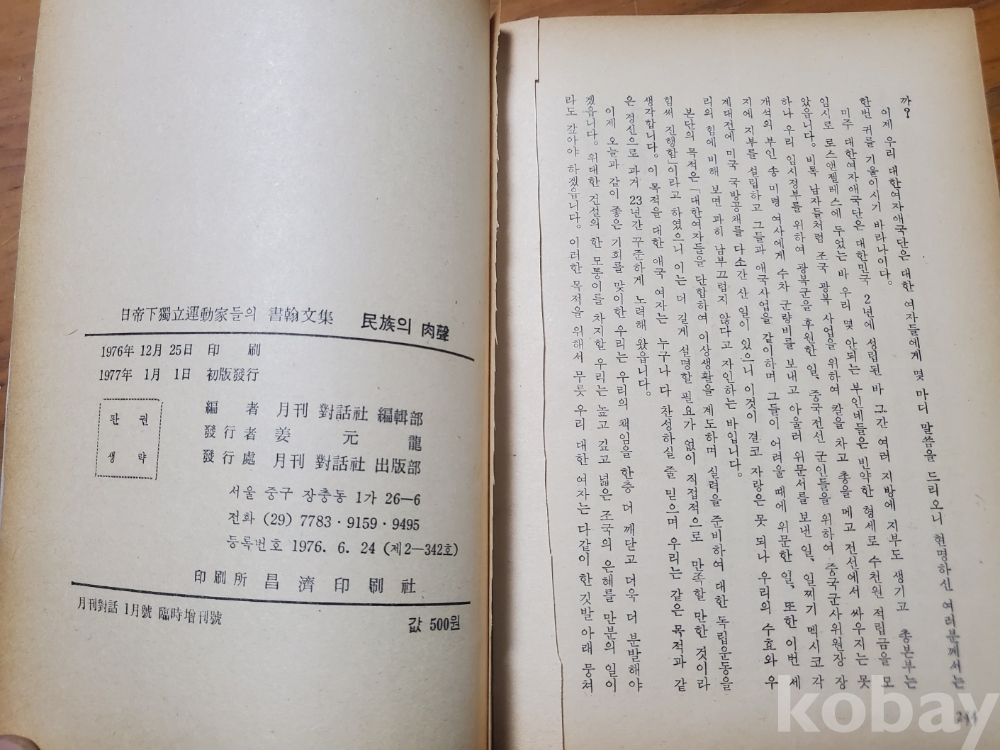 日帝下獨立運動家들의 書翰文集 民族의 肉聲
1976年 12月 25日 印 刷
1977年 1月 1日 初版發行
판 권
생 략
編 者 月刊 對話社 編輯部
發行者 姜 元 龍
發行處 月刊 對話社 出版部
서울 중구 장충동 1가 26-6
전화 (29) 7783·9159·9495
등록번호 1976. 6. 24 (제2-342호)
印刷所 昌濟印刷社
月刊對話 1月號 臨時增刊號
값 500원
까?
이제 우리 대한여자애국단은 대한 여자들에게 몇 마디 말씀을 드리오니 현명하신 여러분께서는
한번 귀를 기울이시기 바라나이다.
미주 대한여자애국단은 대한민국 2년에 성립된 바 그간 여러 지방에 지부도 생기고 총본부는
임시로 로스앤젤레스에 두었는바 우리 몇 안되는 부인네들은 빈약한 형세로 수천원 적립금을 모
았읍니다. 비록 남자들처럼 조국 광복 사업을 위하여 칼을 차고 총을 메고 전선에서 싸우지는 못
하나 우리 임시정부를 위하여 광복군을 후원한 일, 중국전선 군인들을 위하여 중국군사위원장 장
개석의 부인 송 미령 여사에게 수차 군량비를 보내고 아울러 위문서를 보낸 일, 일찌기 멕시코 각
지에 지부를 설립하고 그들과 애국사업을 같이하며 그들이 어려울 때에 위문한 일, 또한 이번 세
계대전에 미국 국방공채를 다소간 산 일이 있으니 이것이 결코 자랑은 못 되나 우리의 수효와 우
리의 힘에 비해 보면 과히 남부끄럽지 않다고 자인하는 바입니다.
본단의 목적은 「대한여자들을 단합하여 이상생활을 계도하며 실력을 준비하여 대한 독립운동을
힘써 진행함」이라고 하였으니 이는 더 길게 설명할 필요가 없이 직접적으로 만족할 만한 것이라
생각합니다. 이 목적을 대한 애국 여자는 누구나 다 찬성하실 줄 믿으며 우리는 같은 목적과 같
은 정신으로 과거 23년간 꾸준하게 노력해 왔읍니다.
이제 오늘과 같이 좋은 기회를 맞이한 우리는 우리의 책임을 한층 더 깨닫고 더욱 더 분발해야
겠읍니다. 위대한 건설의 한 모퉁이를 차지한 우리는 높고 깊고 넓은 조국의 은혜를 만분의 일이
라도 갚아야 하겠읍니다. 이러한 목적을 위해서 무릇 우리 대한 여자는 다같이 한 깃발 아래 뭉쳐
kobay